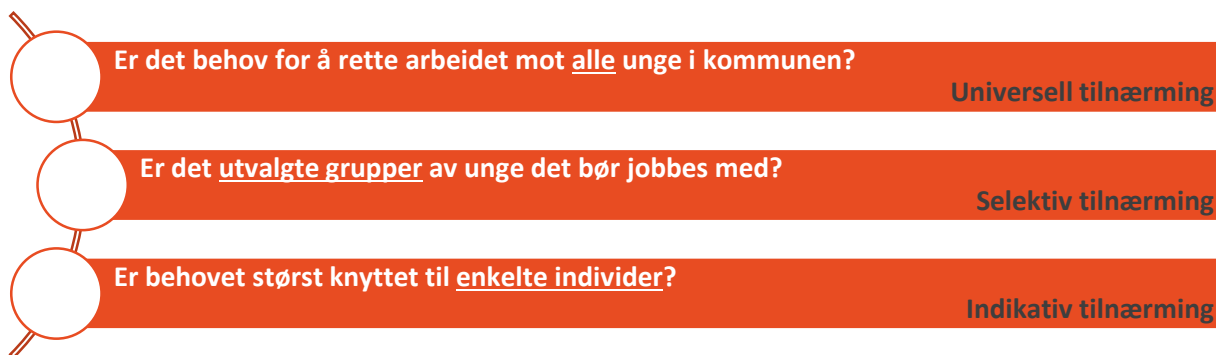 Er det behov for å rette arbeidet mot alle unge i kommunen?
Universell tilnærming
Er det utvalgte grupper av unge det bør jobbes med?
Selektiv tilnærming
Er behovet størst knyttet til enkelte individer?
Indikativ tilnærming